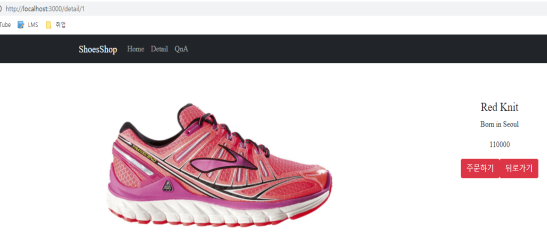 http://localhost:3000/detail/1
Tube LMS 취업
ShoesShop Home Detail QnA
Red Knit
Born in Seoul
110000
주문하기 뒤로가기